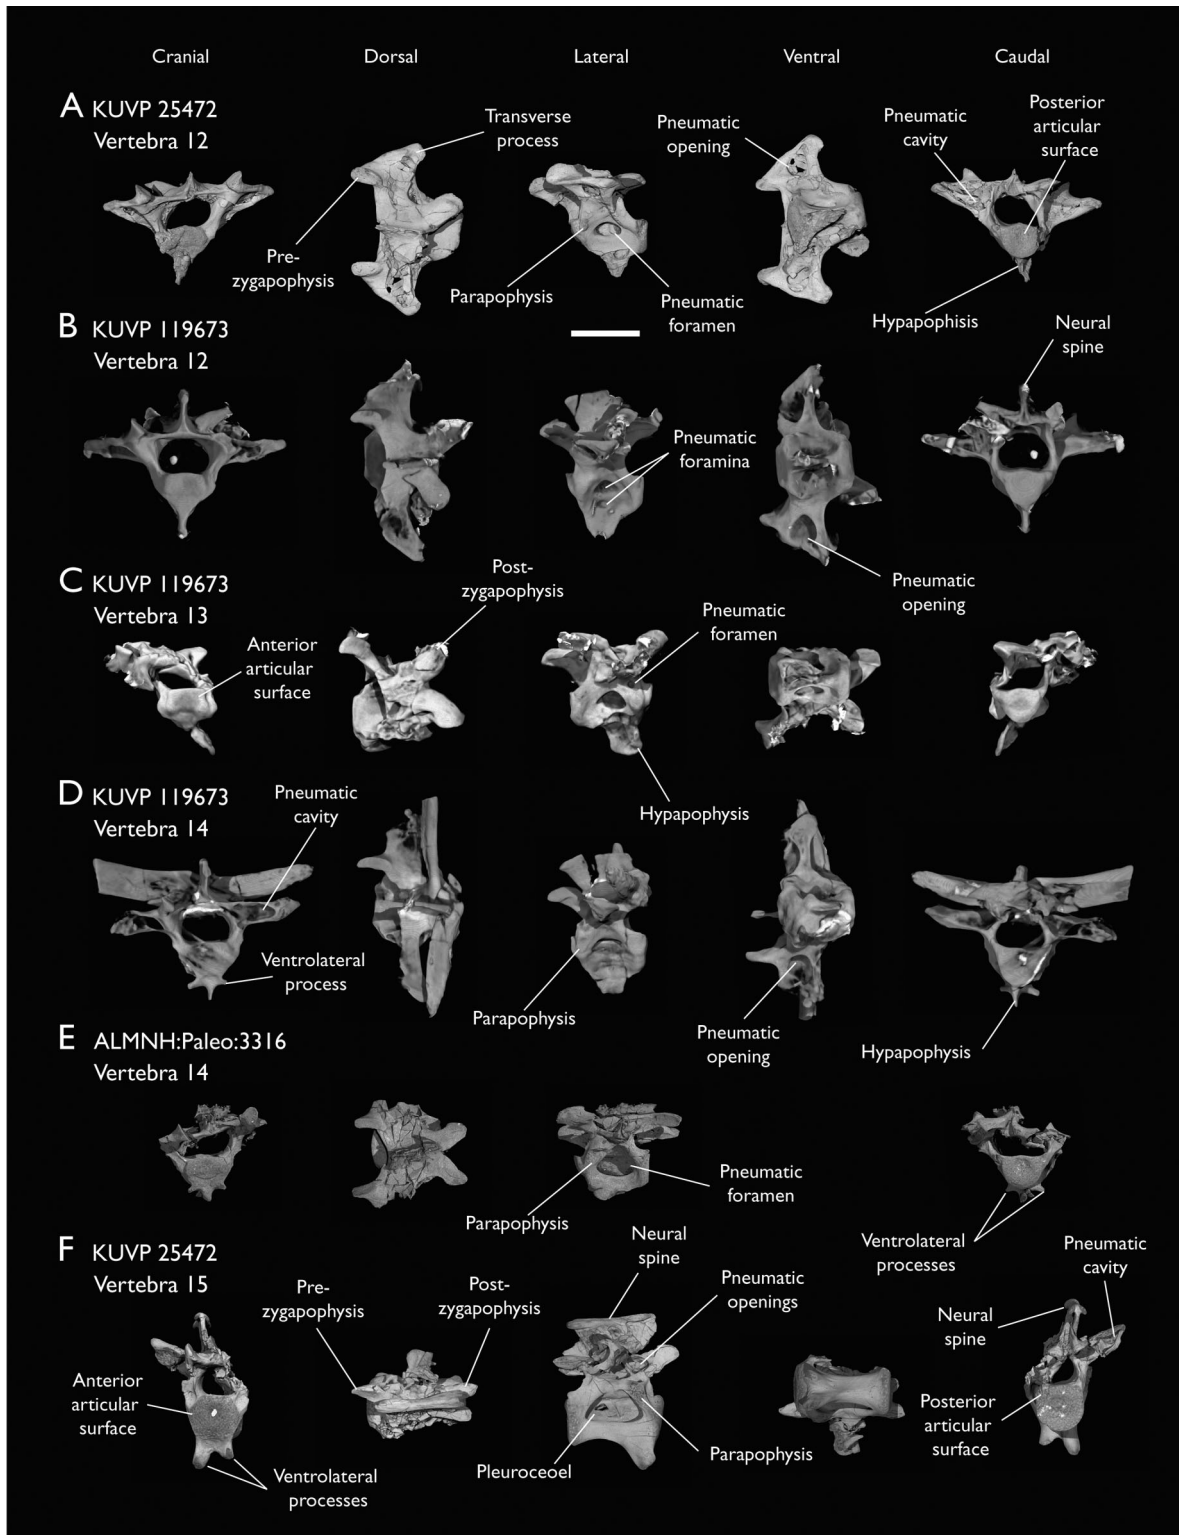 Cranial
Dorsal
Lateral
Ventral
Caudal
A KUVP 25472
Vertebra 12
Transverse
process
Pneumatic
opening
Pneumatic
cavity
Posterior
articular
surface
Pre-
zygapophysis
Parapophysis
Pneumatic
foramen
Hypapophisis
B KUVP 119673
Vertebra 12
Neural
spine
Pneumatic
foramina
Pneumatic
opening
C KUVP 119673
Vertebra 13
Post-
zygapophysis
Anterior
articular
surface
Pneumatic
foramen
Hypapophysis
D KUVP 119673
Vertebra 14
Pneumatic
cavity
Ventrolateral
process
Parapophysis
Pneumatic
opening
Hypapophysis
E ALMNH:Paleo:3316
Vertebra 14
Parapophysis
Pneumatic
foramen
Ventrolateral
processes
F KUVP 25472
Vertebra 15
Pre-
zygapophysis
Post-
zygapophysis
Neural
spine
Pneumatic
openings
Pneumatic
cavity
Neural
spine
Anterior
articular
surface
Ventrolateral
processes
Pleuroceoel
Parapophysis
Posterior
articular
surface